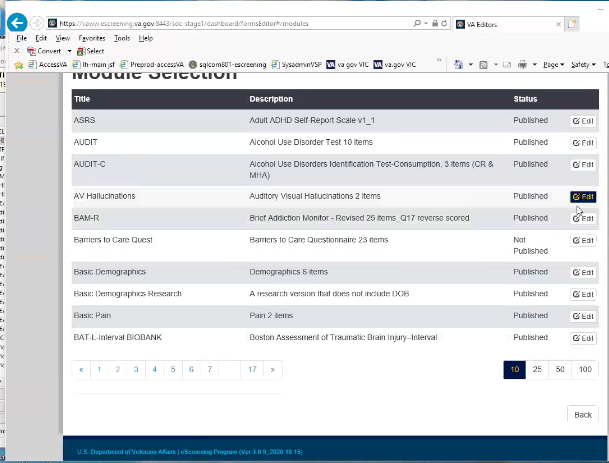 https://vaww.escreening.va.gov:8443/sdc-stage1/dashboard/formsEditor#/modules
VA Editors
File Edit View Favorites Tools Help
Convert Select
AccessVA lh-main jsf Preprod-accessVA sqlcom801-escreening SysadminVSP va gov VIC va.gov VIC Page Safety
Module Selection
Title Description Status
ASRS Adult ADHD Self-Report Scale v1_1 Published Edit
AUDIT Alcohol Use Disorder Test 10 items Published Edit
AUDIT-C Alcohol Use Disorders Identification Test-Consumption, 3 items (CR & Published Edit
MHA)
AV Hallucinations Auditory Visual Hallucinations 2 items Published Edit
BAM-R Brief Addiction Monitor - Revised 25 items_Q17 reverse scored Published Edit
Barriers to Care Quest Barriers to Care Questionnaire 23 items Not Edit
Published
Basic Demographics Demographics 6 items Published Edit
Basic Demographics Research A research version that does not include DOB Published Edit
Basic Pain Pain 2 items Published Edit
BAT-L-Interval BIOBANK Boston Assessment of Traumatic Brain Injury–Interval Published Edit
« 1 2 3 4 5 6 7 17 » 10 25 50 100
Back
U.S. Department of Veterans Affairs | eScreening Program (Ver 3.0.9_2020.10.15)